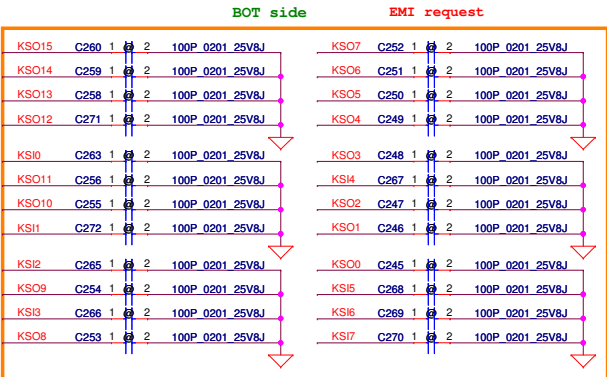 BOT side EMI request
KSO15 C260 1 @ 2 100P_0201_25V8J
KSO14 C259 1 @ 2 100P_0201_25V8J
KSO13 C258 1 @ 2 100P_0201_25V8J
KSO12 C271 1 @ 2 100P_0201_25V8J
KSI0 C263 1 @ 2 100P_0201_25V8J
KSO11 C256 1 @ 2 100P_0201_25V8J
KSO10 C255 1 @ 2 100P_0201_25V8J
KSI1 C272 1 @ 2 100P_0201_25V8J
KSI2 C265 1 @ 2 100P_0201_25V8J
KSO9 C254 1 @ 2 100P_0201_25V8J
KSI3 C266 1 @ 2 100P_0201_25V8J
KSO8 C253 1 @ 2 100P_0201_25V8J
KSO7 C252 1 @ 2 100P_0201_25V8J
KSO6 C251 1 @ 2 100P_0201_25V8J
KSO5 C250 1 @ 2 100P_0201_25V8J
KSO4 C249 1 @ 2 100P_0201_25V8J
KSO3 C248 1 @ 2 100P_0201_25V8J
KSI4 C267 1 @ 2 100P_0201_25V8J
KSO2 C247 1 @ 2 100P_0201_25V8J
KSO1 C246 1 @ 2 100P_0201_25V8J
KSO0 C245 1 @ 2 100P_0201_25V8J
KSI5 C268 1 @ 2 100P_0201_25V8J
KSI6 C269 1 @ 2 100P_0201_25V8J
KSI7 C270 1 @ 2 100P_0201_25V8J